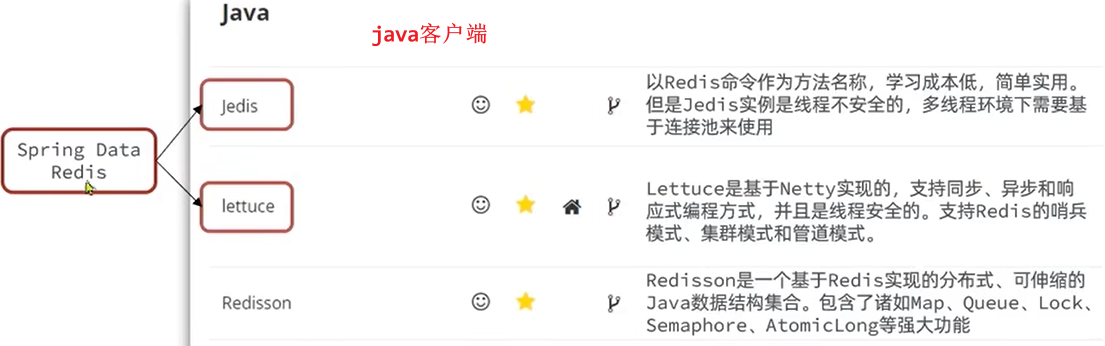 Java
java客户端
Jedis
以Redis命令作为方法名称，学习成本低，简单实用。
但是Jedis实例是线程不安全的，多线程环境下需要基
于连接池来使用
Spring Data
Redis
lettuce
Lettuce是基于Netty实现的，支持同步、异步和响
应式编程方式，并且是线程安全的。支持Redis的哨兵
模式、集群模式和管道模式。
Redisson
Redisson是一个基于Redis实现的分布式、可伸缩的
Java数据结构集合。包含了诸如Map、Queue、Lock、
Semaphore、AtomicLong等强大功能